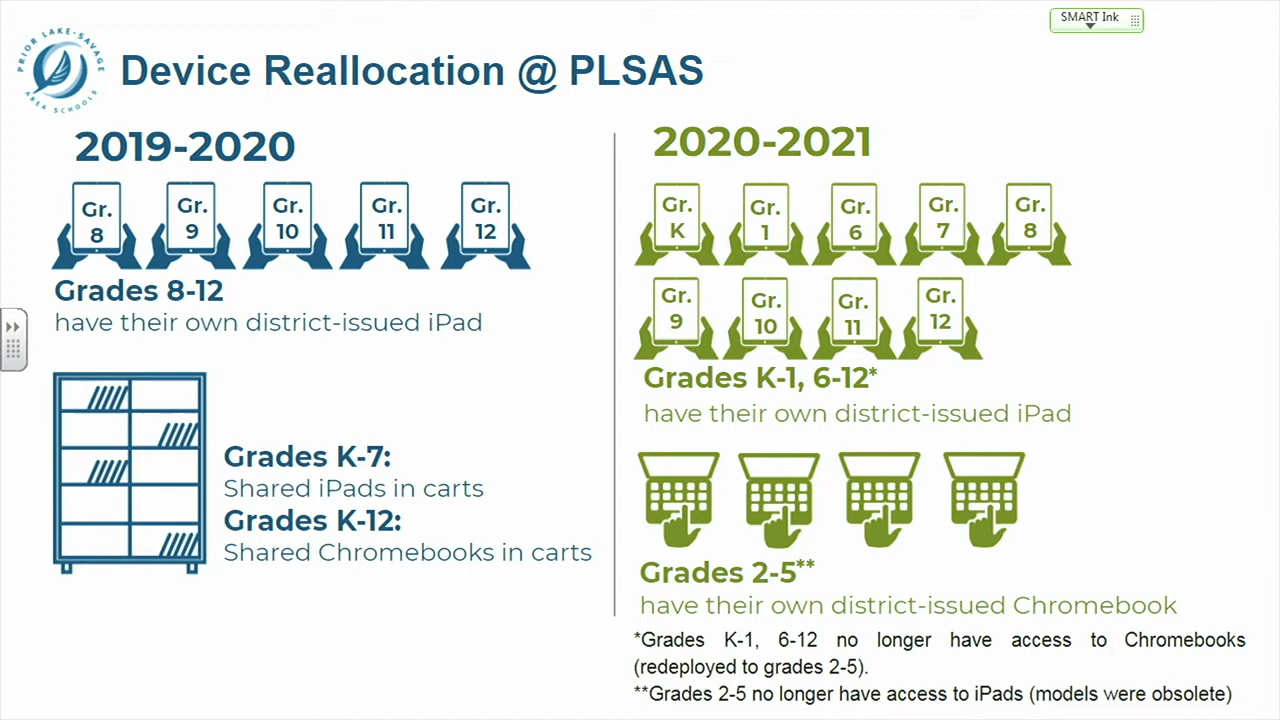 SMART Ink
PRIOR LAKE-SAVAGE
AREA SCHOOLS
Device Reallocation @ PLSAS
2019-2020
Gr.
8
Gr.
9
Gr.
10
Gr.
11
Gr.
12
Grades 8-12
have their own district-issued iPad
Grades K-7:
Shared iPads in carts
Grades K-12:
Shared Chromebooks in carts
2020-2021
Gr.
K
Gr.
1
Gr.
6
Gr.
7
Gr.
8
Gr.
9
Gr.
10
Gr.
11
Gr.
12
Grades K-1, 6-12*
have their own district-issued iPad
Grades 2-5**
have their own district-issued Chromebook
*Grades K-1, 6-12 no longer have access to Chromebooks
(redeployed to grades 2-5).
**Grades 2-5 no longer have access to iPads (models were obsolete)